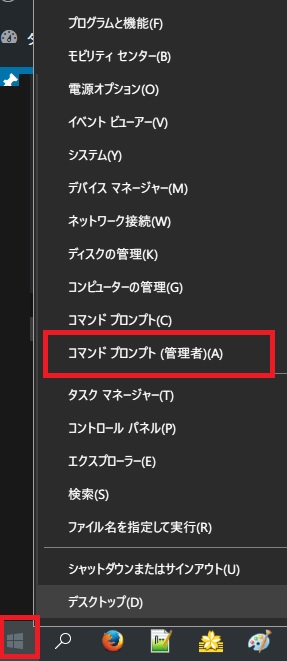 プログラムと機能(F)
モビリティ センター(B)
電源オプション(O)
イベント ビューアー(V)
システム(Y)
デバイス マネージャー(M)
ネットワーク接続(W)
ディスクの管理(K)
コンピューターの管理(G)
コマンド プロンプト(C)
コマンド プロンプト (管理者)(A)
タスク マネージャー(T)
コントロール パネル(P)
エクスプローラー(E)
検索(S)
ファイル名を指定して実行(R)
シャットダウンまたはサインアウト(U)
デスクトップ(D)